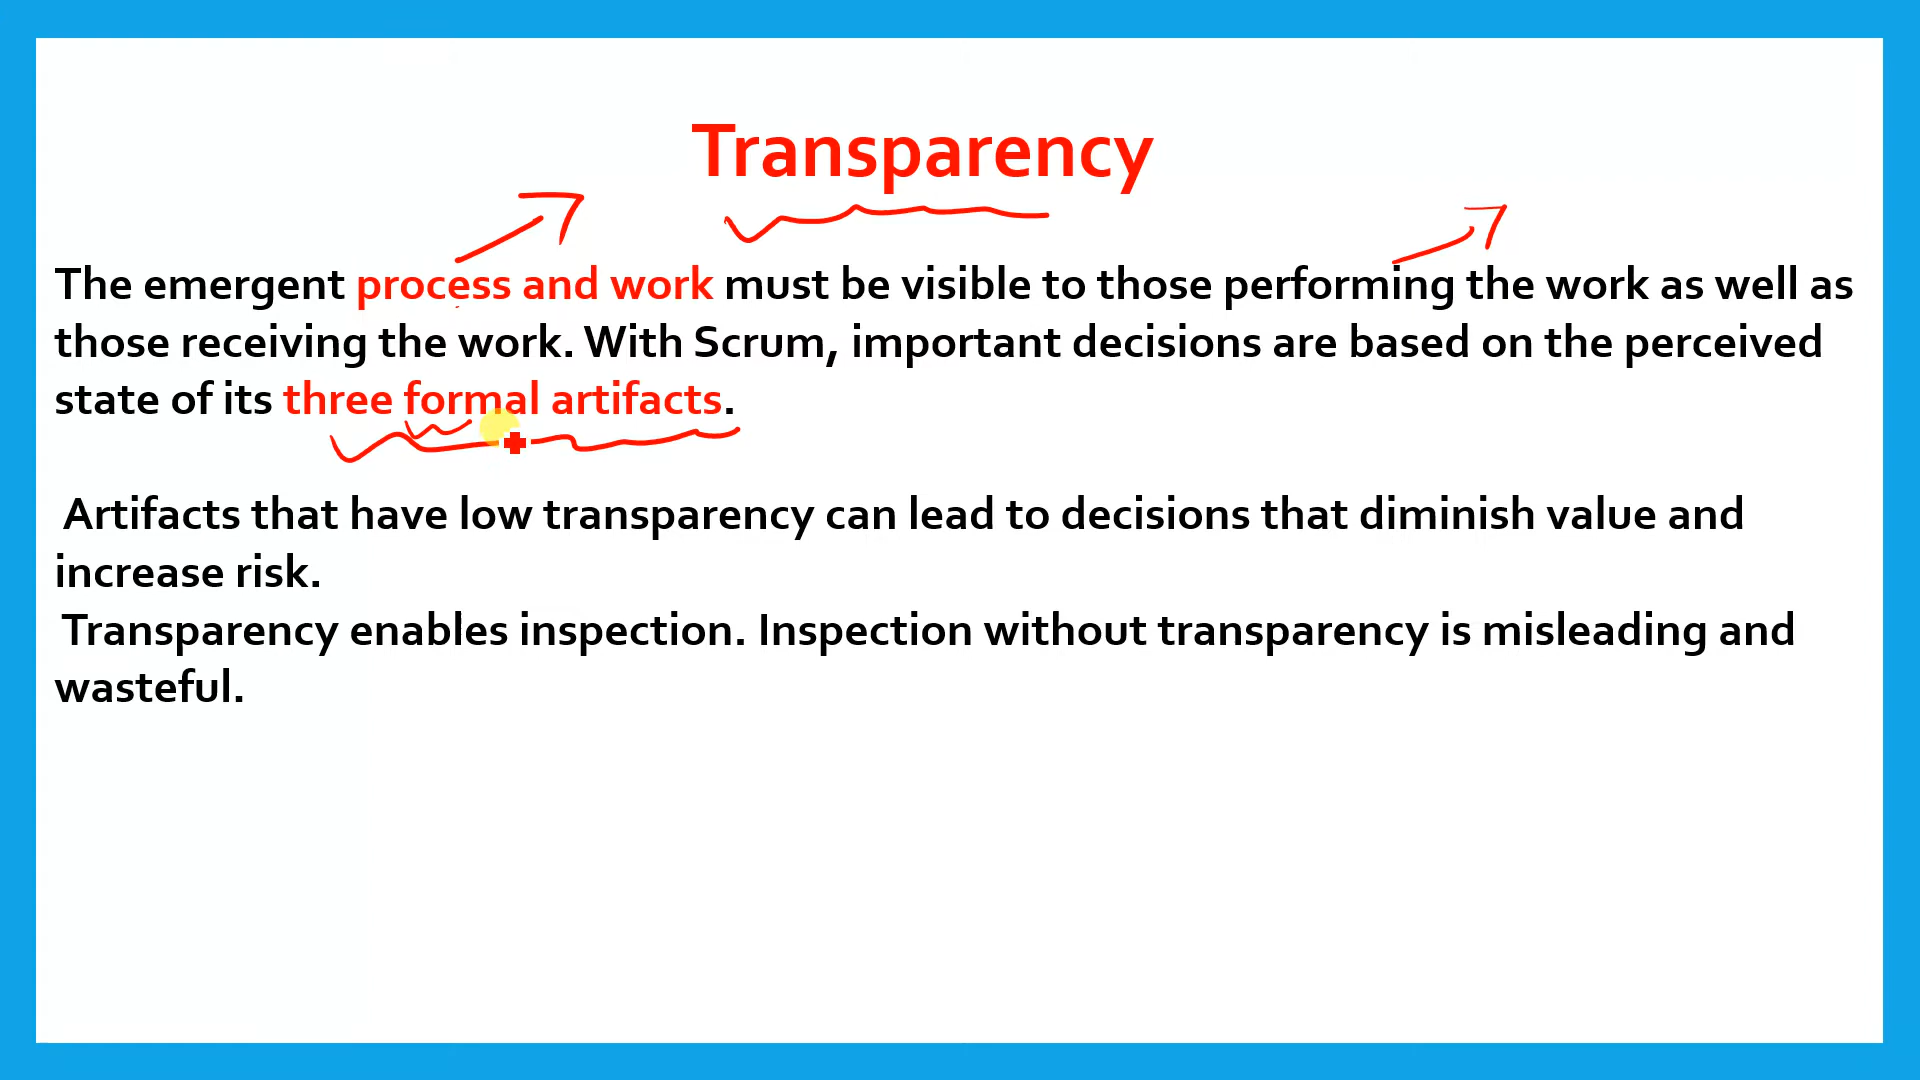 Transparency
The emergent process and work must be visible to those performing the work as well as
those receiving the work. With Scrum, important decisions are based on the perceived
state of its three formal artifacts.
Artifacts that have low transparency can lead to decisions that diminish value and
increase risk.
Transparency enables inspection. Inspection without transparency is misleading and
wasteful.